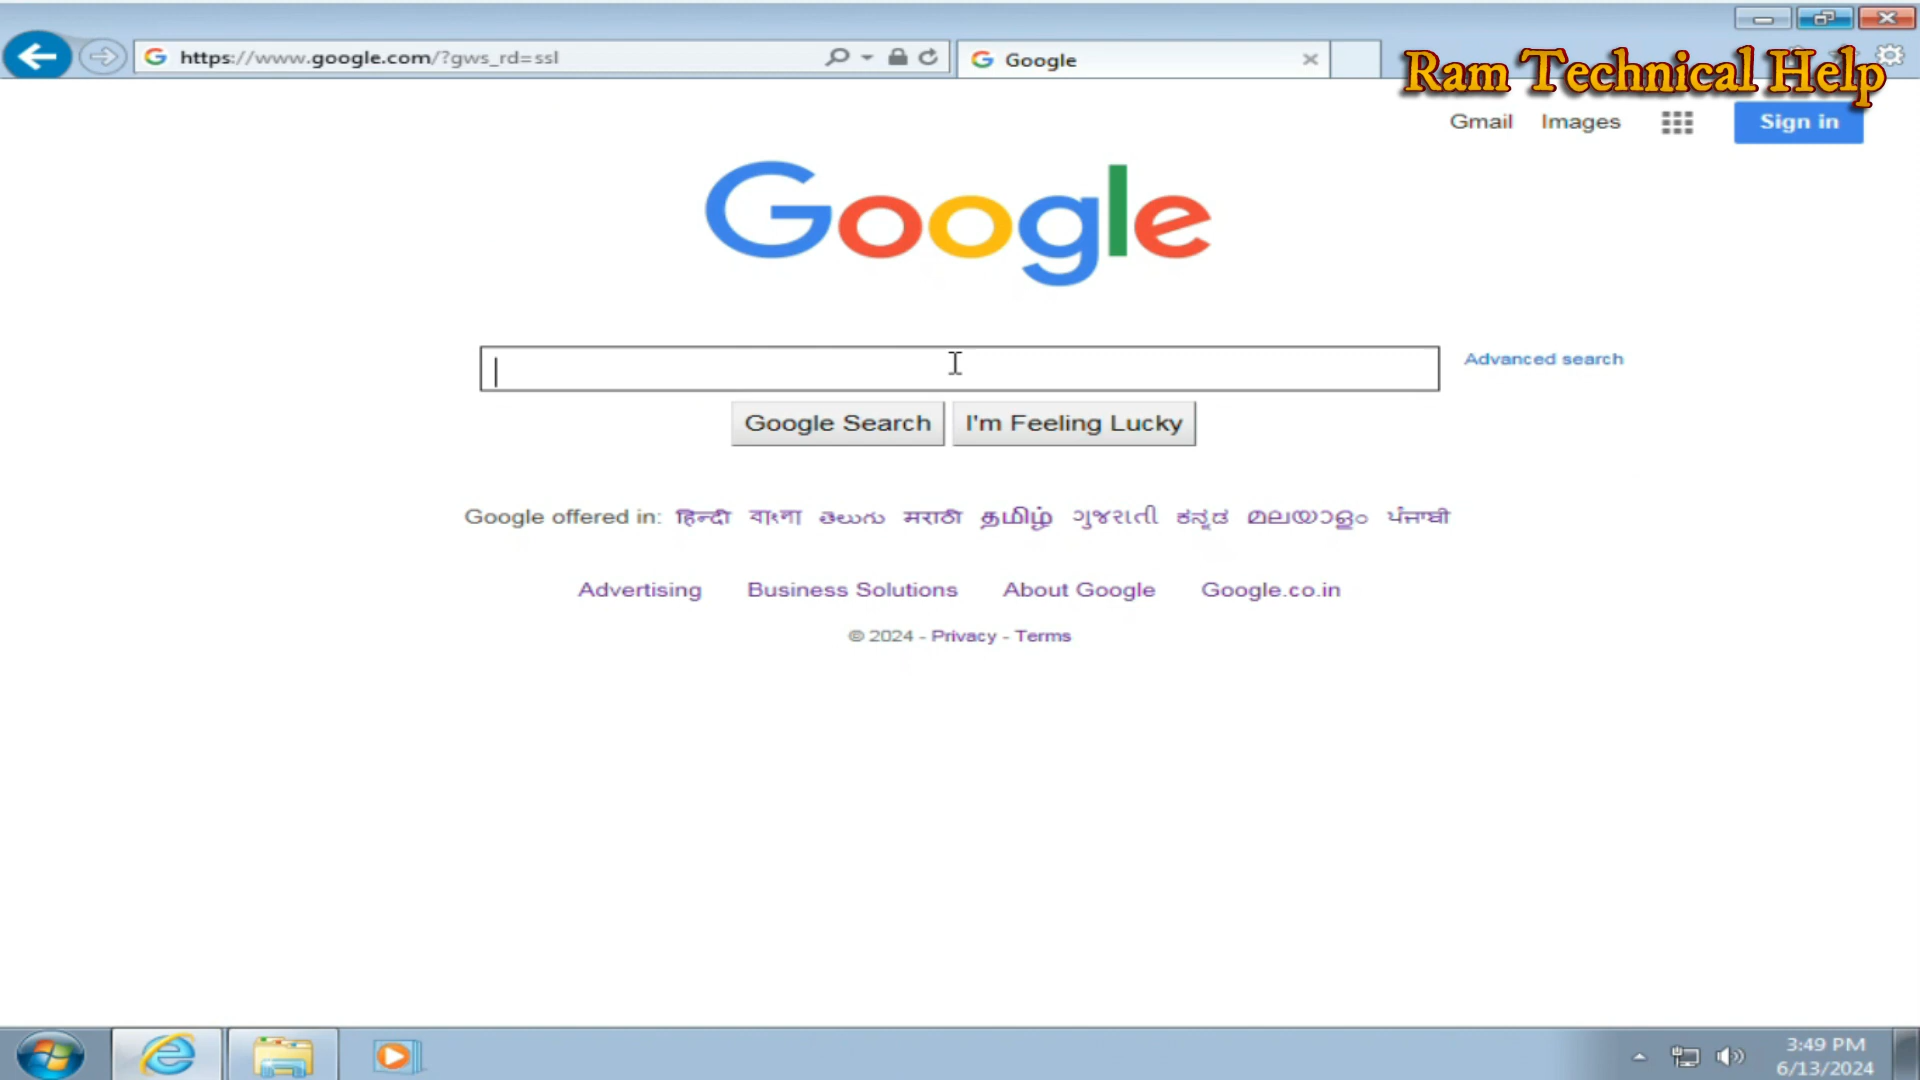 https://www.google.com/?gws_rd=ssl
Google
Ram Technical Help
Gmail Images
Sign in
Google
Advanced search
Google Search I'm Feeling Lucky
Google offered in: हिन्दी বাংলা తెలుగు मराठी தமிழ் ગુજરાતી ಕನ್ನಡ മലയാളം ਪੰਜਾਬੀ
Advertising Business Solutions About Google Google.co.in
© 2024 - Privacy - Terms
3:49 PM
6/13/2024